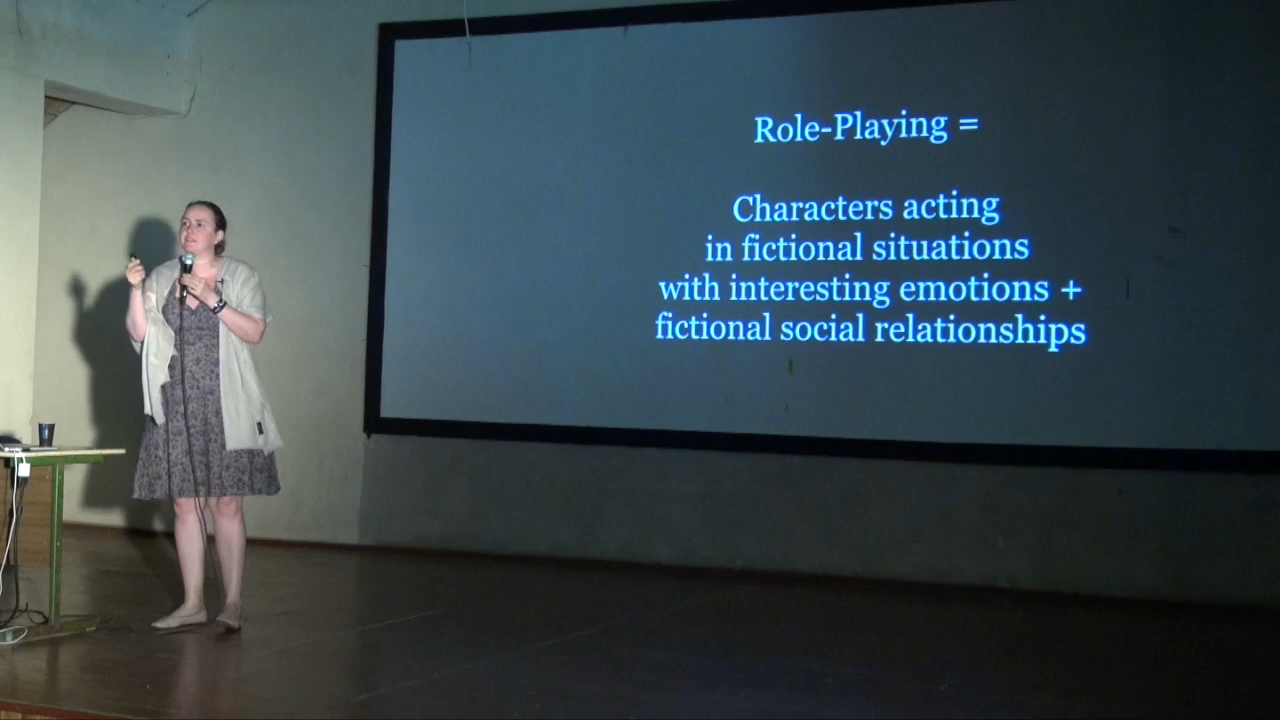 Role-Playing =
Characters acting
in fictional situations
with interesting emotions +
fictional social relationships